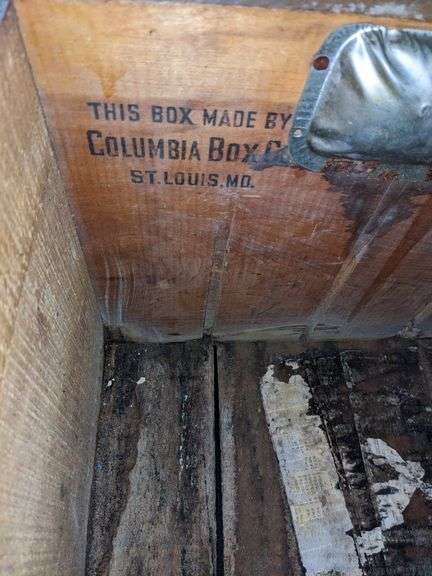 THIS BOX MADE BY
COLUMBIA BOX
ST. LOUIS, MO.